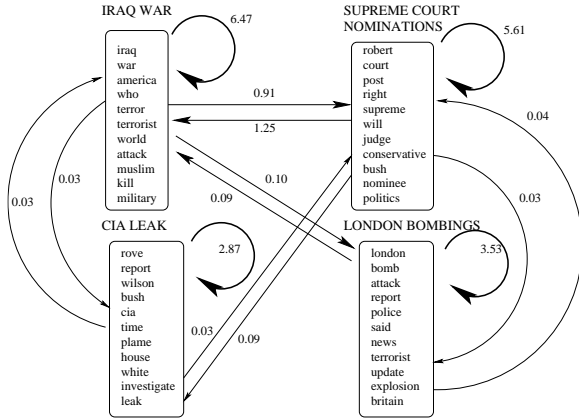 IRAQ WAR
6.47
iraq
war
america
who
terror
terrorist
world
attack
muslim
kill
military
SUPREME COURT
NOMINATIONS
5.61
robert
court
post
right
supreme
will
judge
conservative
bush
nominee
politics
0.91
1.25
0.04
0.03
0.03
0.10
0.09
0.03
CIA LEAK
2.87
rove
report
wilson
bush
cia
time
plame
house
white
investigate
leak
0.03
0.09
LONDON BOMBINGS
3.53
london
bomb
attack
report
police
said
news
terrorist
update
explosion
britain